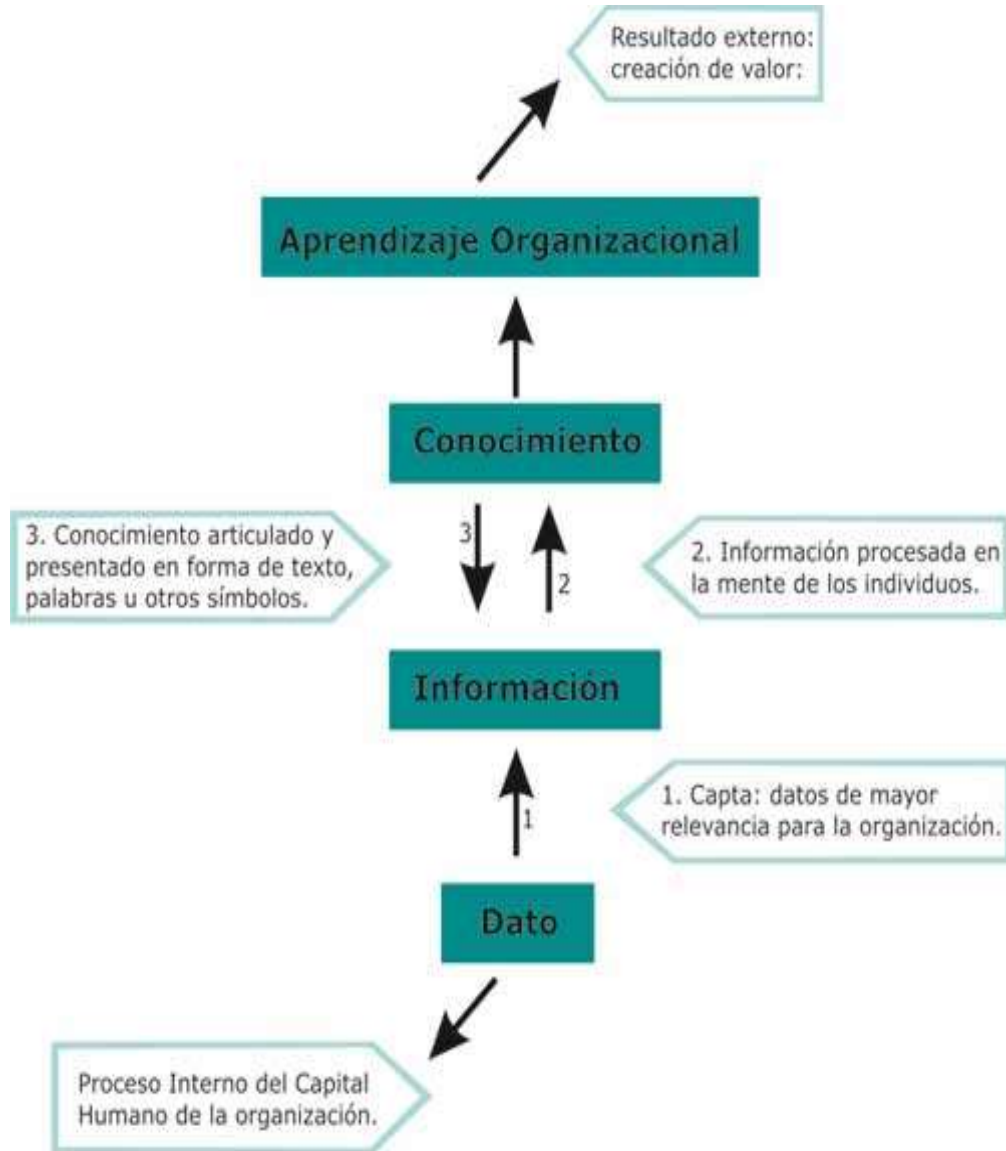 Resultado externo:
creación de valor:
Aprendizaje Organizacional
Conocimiento
3. Conocimiento articulado y
presentado en forma de texto,
palabras u otros símbolos.
3
2
2. Información procesada en
la mente de los individuos.
Información
1
1. Capta: datos de mayor
relevancia para la organización.
Dato
Proceso Interno del Capital
Humano de la organización.